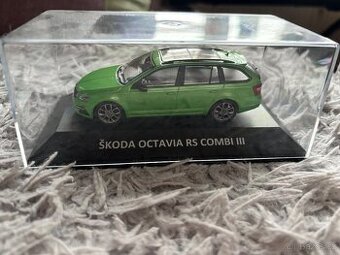 ŠKODA OCTAVIA RS COMBI III